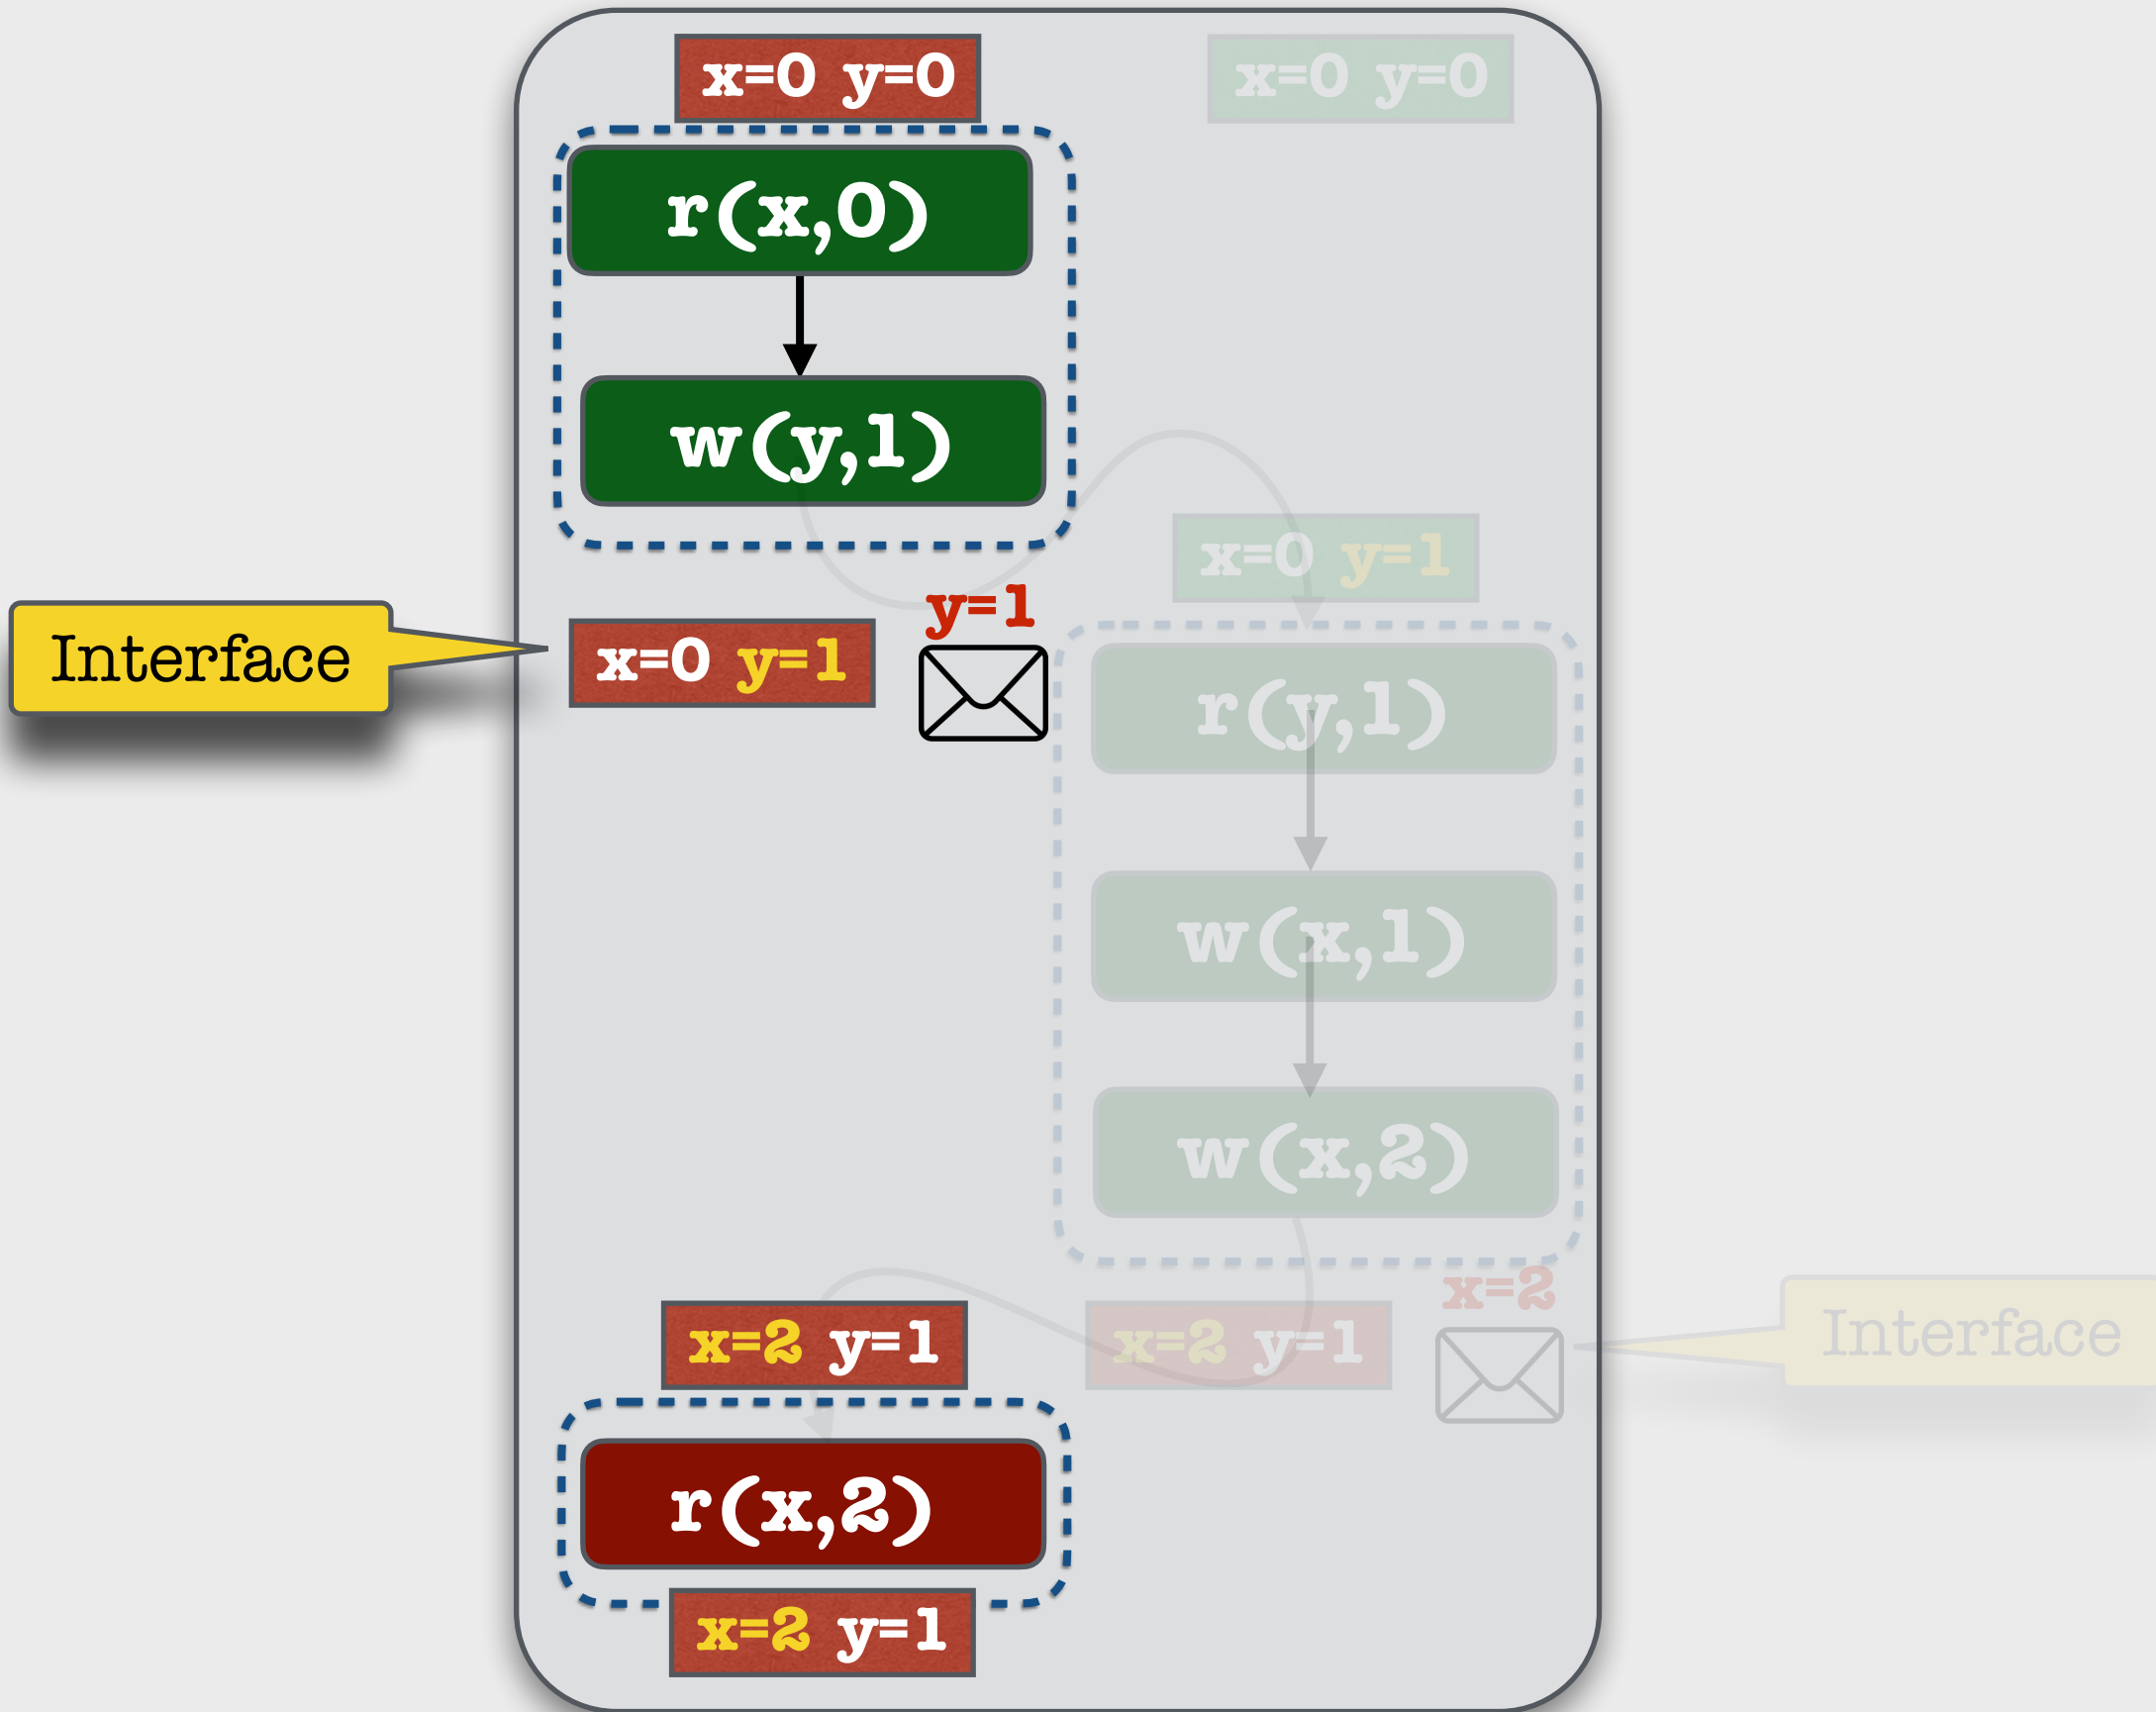 x=0 y=0
x=0 y=0
r(x,0)
w(y,1)
x=0 y=1
y=1
Interface
x=0 y=1
r(y,1)
w(x,1)
w(x,2)
x=2
x=2 y=1
x=2 y=1
Interface
r(x,2)
x=2 y=1